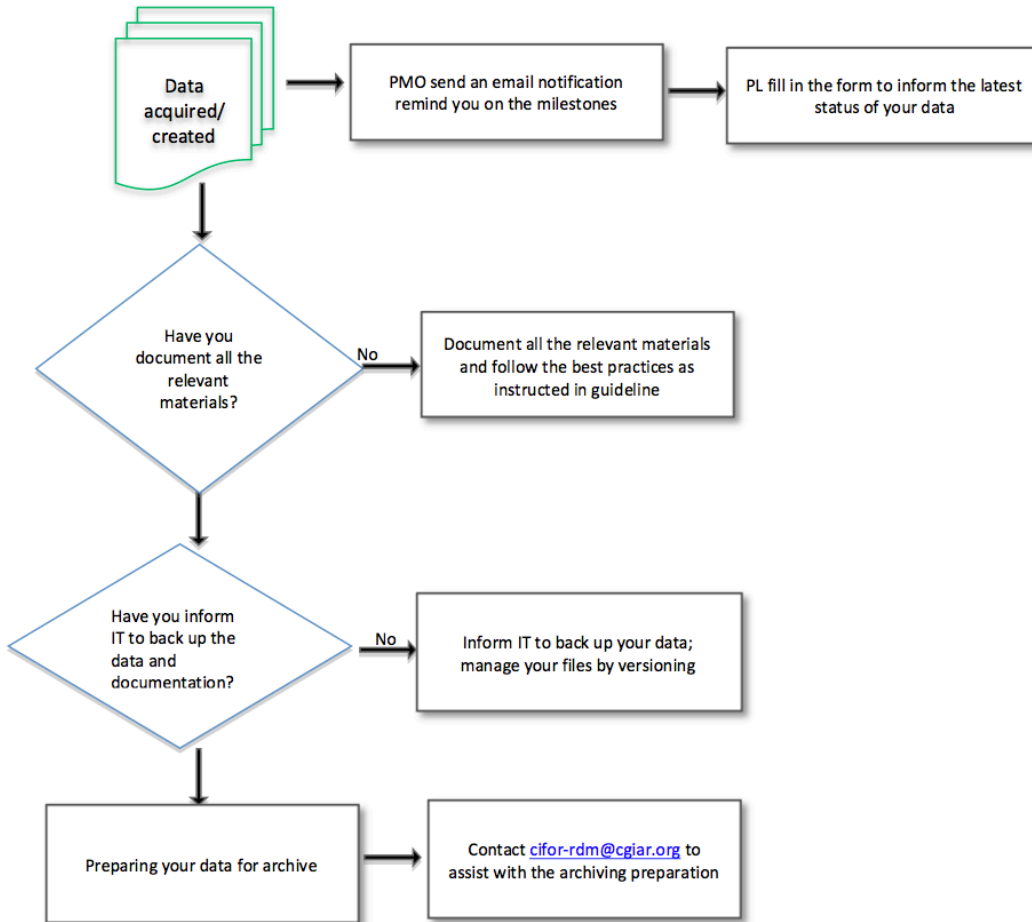 Data
acquired/
created
PMO send an email notification
remind you on the milestones
PL fill in the form to inform the latest
status of your data
Have you
document all the
relevant
materials?
No
Document all the relevant materials
and follow the best practices as
instructed in guideline
Have you inform
IT to back up the
data and
documentation?
No
Inform IT to back up your data;
manage your files by versioning
Preparing your data for archive
Contact cifor-rdm@cgiar.org to
assist with the archiving preparation